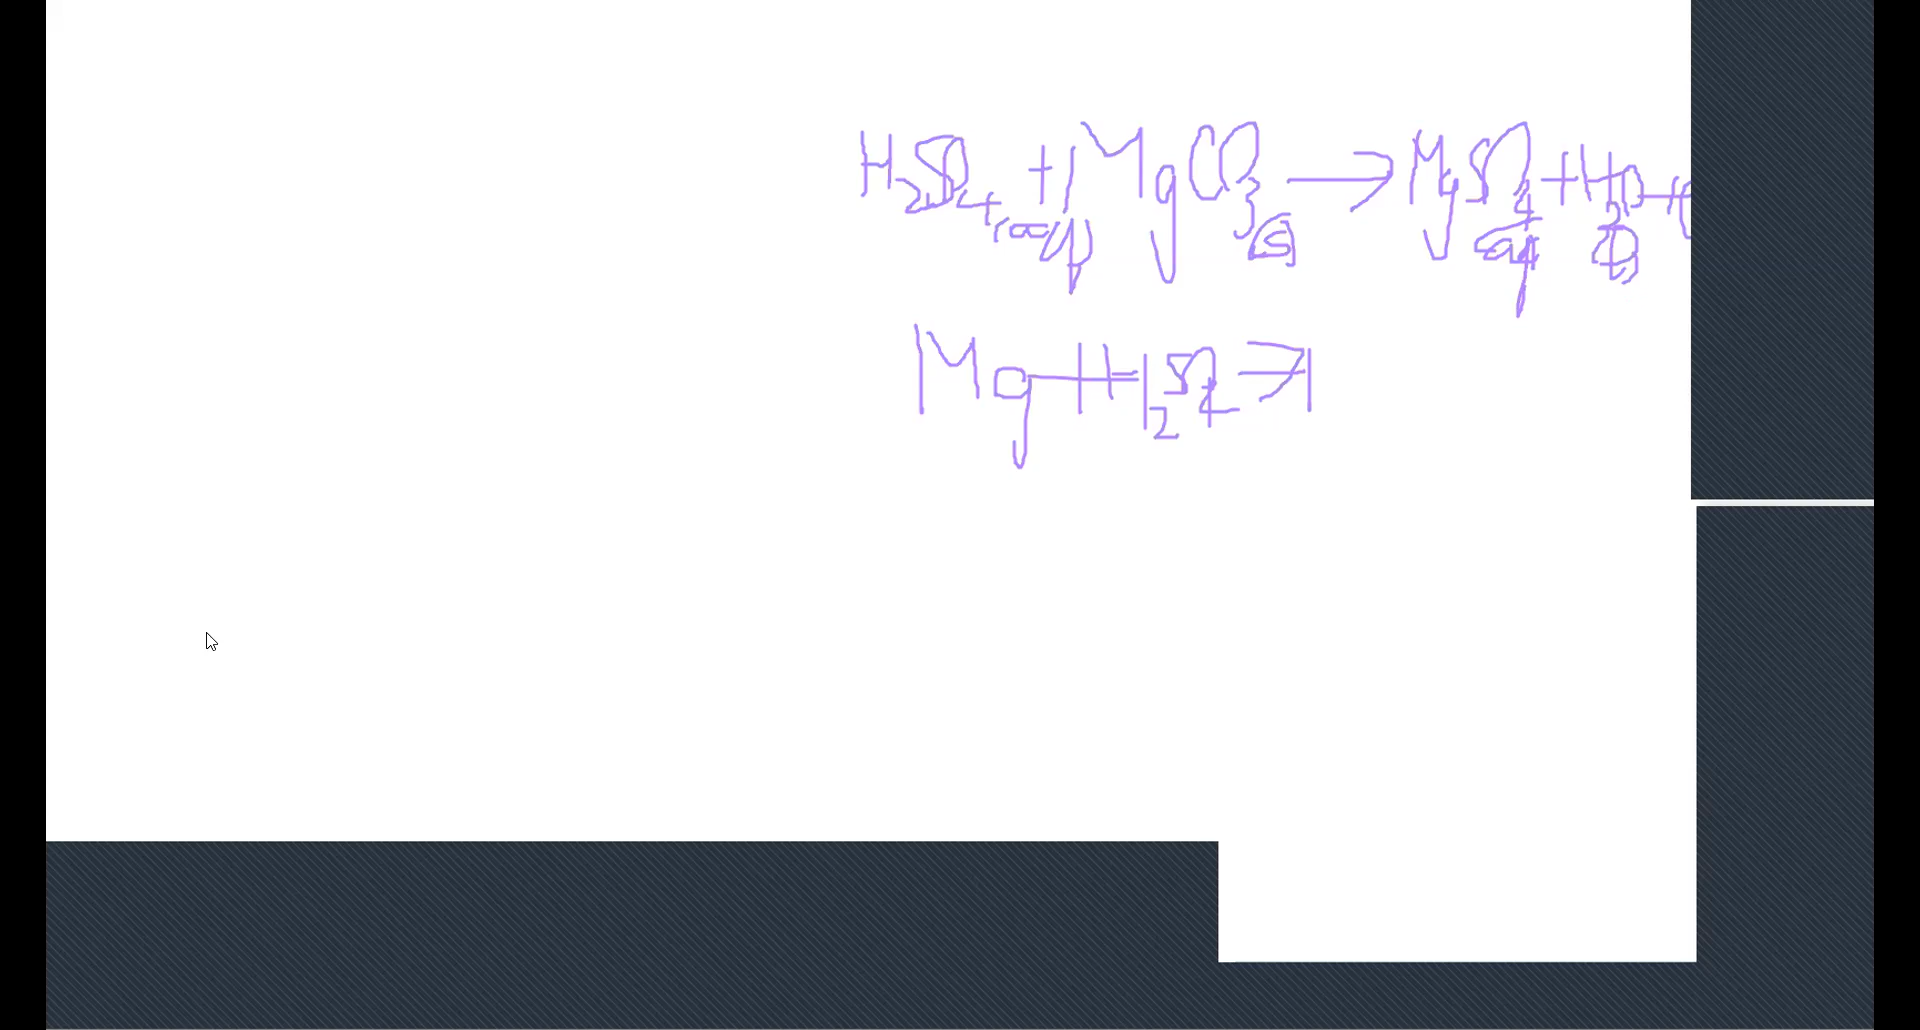 H₂SO₄(aq) + MgCO₃(s) → MgSO₄(aq) + H₂O(l) + C
Mg + H₂SO₄ →